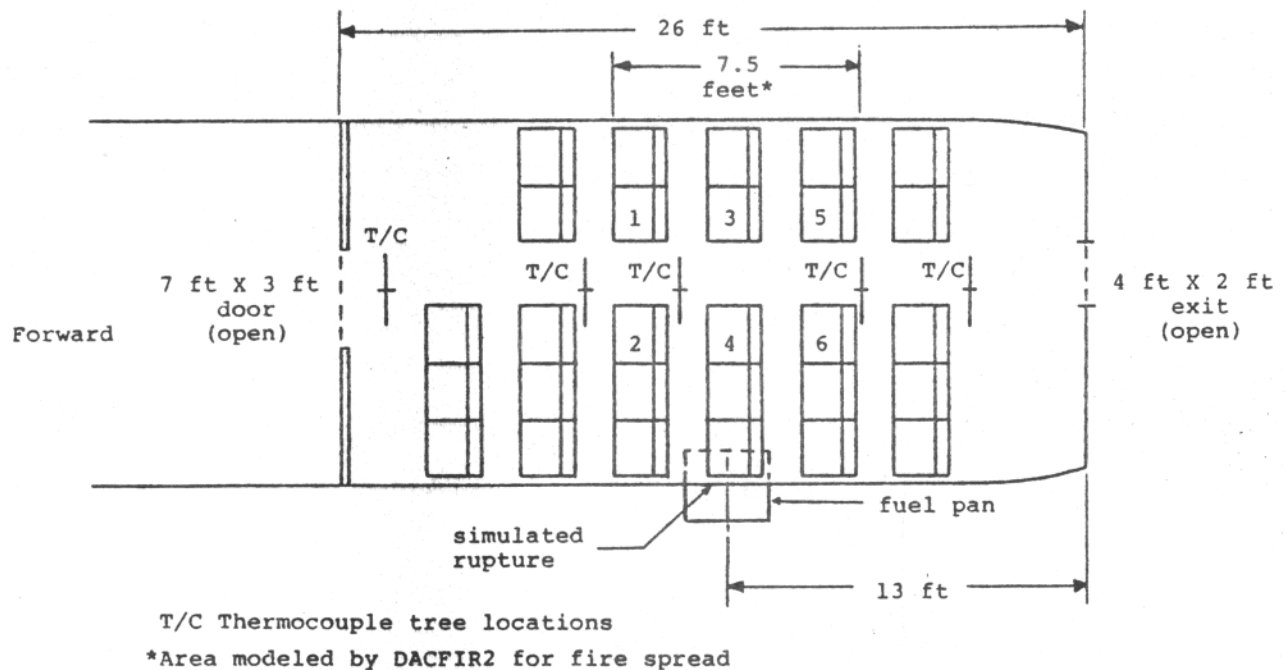 26 ft
7.5
feet*
1
3
5
T/C
T/C
T/C
T/C
T/C
7 ft X 3 ft
door
(open)
4 ft X 2 ft
exit
(open)
Forward
2
4
6
fuel pan
simulated
rupture
13 ft
T/C Thermocouple tree locations
*Area modeled by DACFIR2 for fire spread